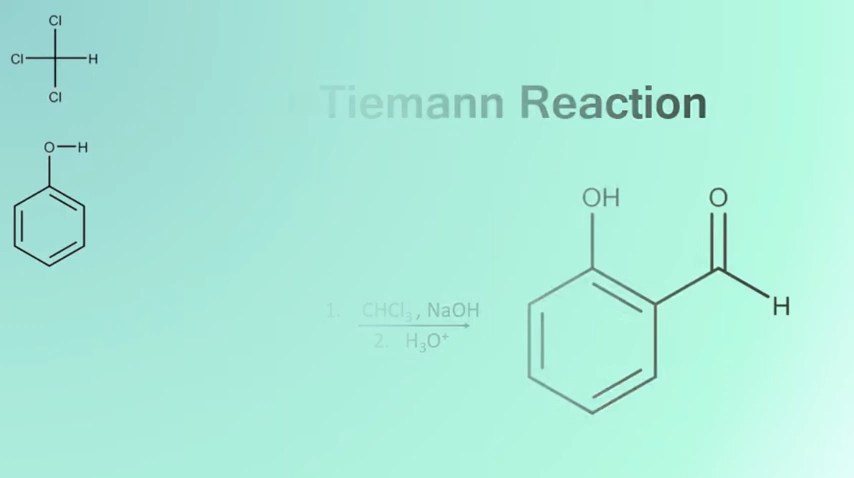 Cl
Cl H
Cl
O H
Tiemann Reaction
OH O
H
1. CHCl₃, NaOH
2. H₃O⁺